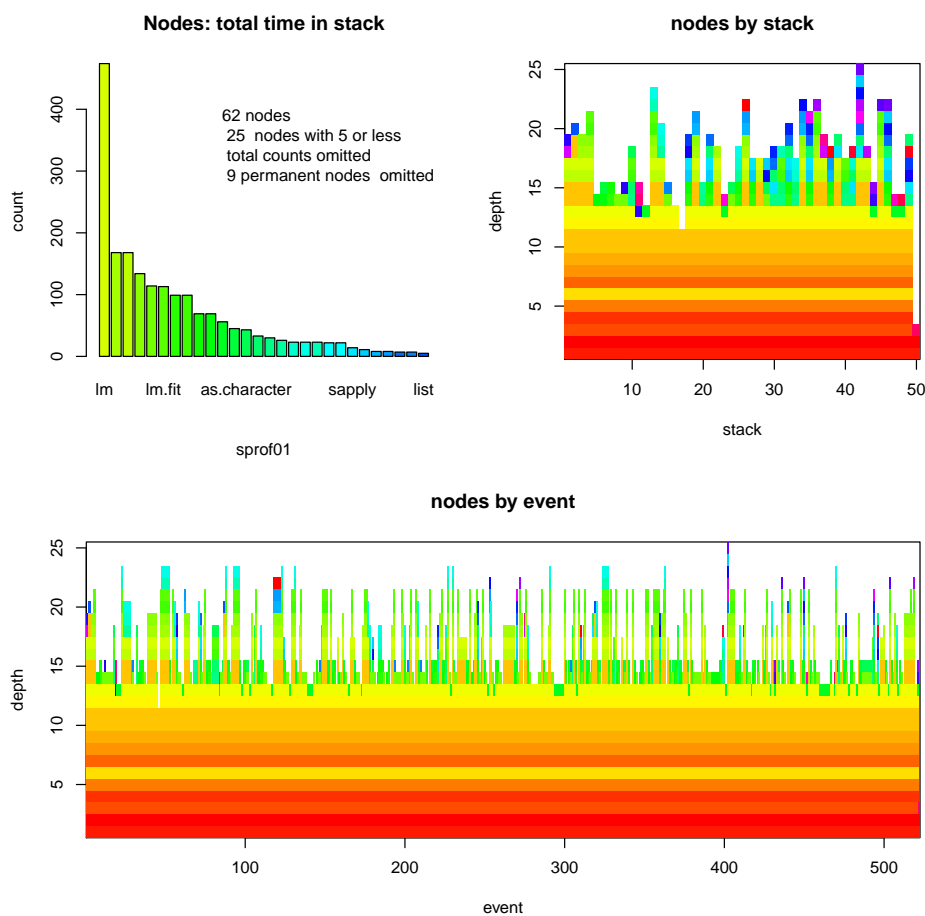 Nodes: total time in stack
count
0
100
200
300
400
62 nodes
25 nodes with 5 or less
total counts omitted
9 permanent nodes omitted
lm
lm.fit
as.character
sapply
list
sprof01
nodes by stack
depth
5
10
15
20
25
10
20
30
40
50
stack
nodes by event
depth
5
10
15
20
25
100
200
300
400
500
event